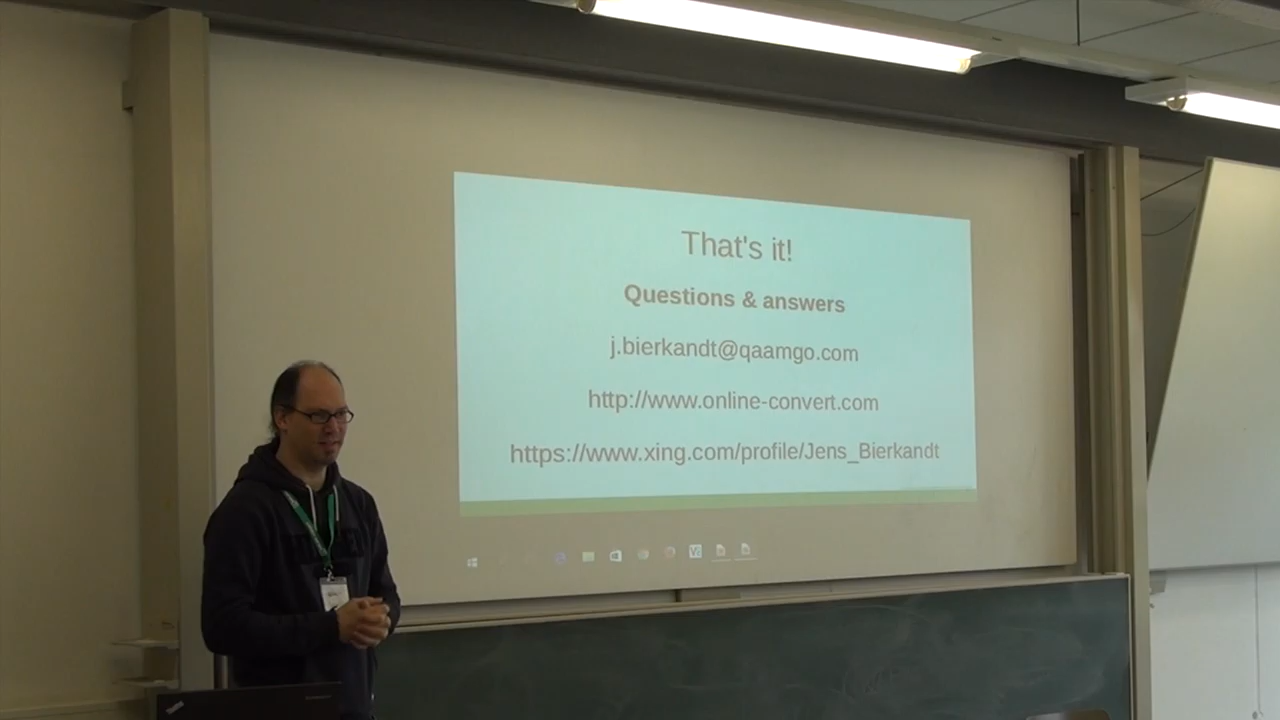 That's it!
Questions & answers
j.bierkandt@qaamgo.com
http://www.online-convert.com
https://www.xing.com/profile/Jens_Bierkandt